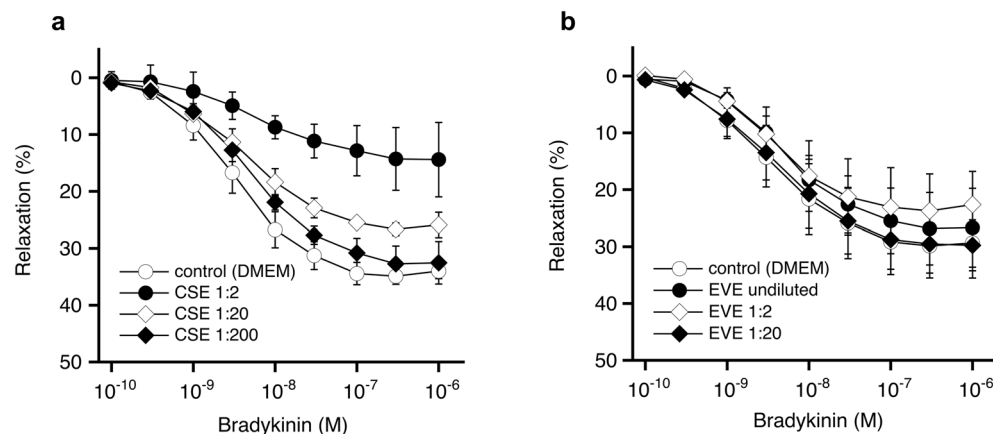 a
0
10
20
30
40
50
Relaxation (%)
control (DMEM)
CSE 1:2
CSE 1:20
CSE 1:200
10⁻¹⁰ 10⁻⁹ 10⁻⁸ 10⁻⁷ 10⁻⁶
Bradykinin (M)
b
0
10
20
30
40
50
Relaxation (%)
control (DMEM)
EVE undiluted
EVE 1:2
EVE 1:20
10⁻¹⁰ 10⁻⁹ 10⁻⁸ 10⁻⁷ 10⁻⁶
Bradykinin (M)